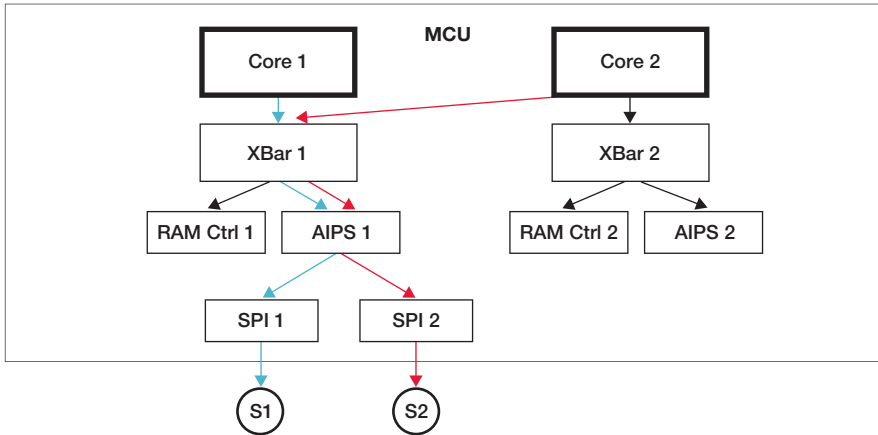 MCU
Core 1
Core 2
XBar 1
XBar 2
RAM Ctrl 1
AIPS 1
RAM Ctrl 2
AIPS 2
SPI 1
SPI 2
S1
S2